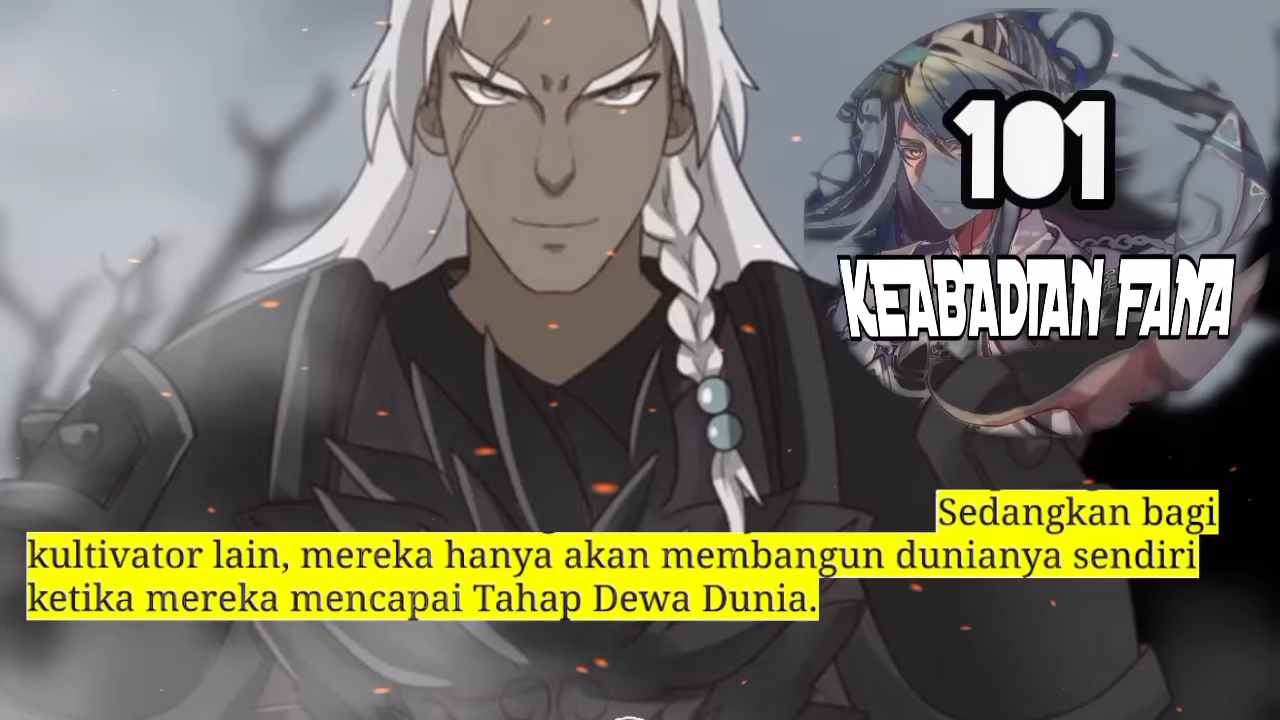 101
KEABADIAN FANA
Sedangkan bagi
kultivator lain, mereka hanya akan membangun dunianya sendiri
ketika mereka mencapai Tahap Dewa Dunia.